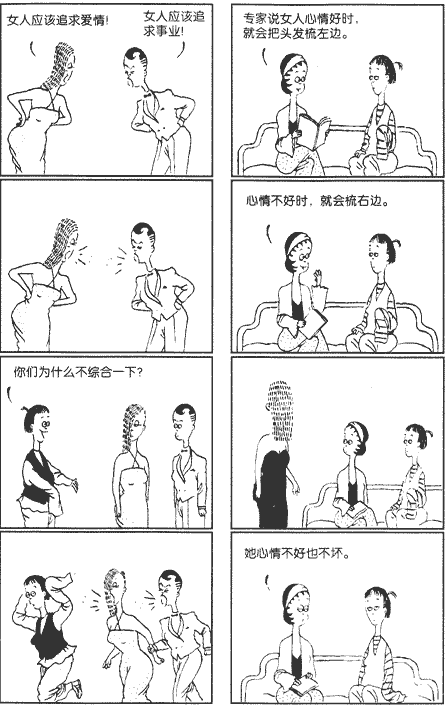 女人应该追求爱情!
女人应该追
求事业!
你们为什么不综合一下?
专家说女人心情好时,
就会把头发梳左边。
心情不好时，就会梳右边。
她心情不好也不坏。